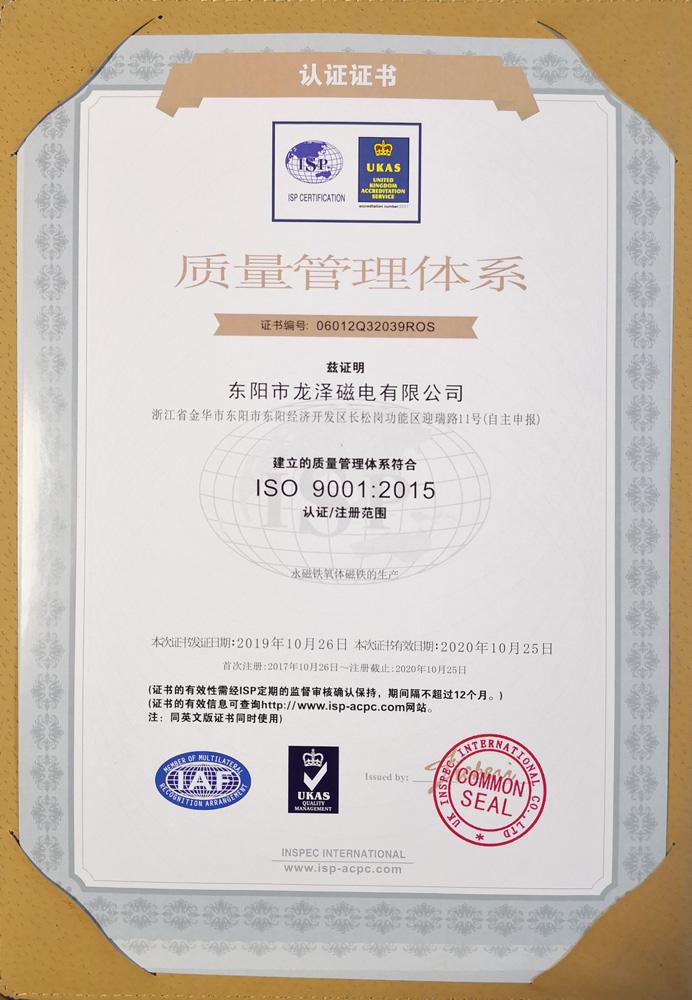 认证证书
ISP
ISP CERTIFICATION
UKAS
UNITED
KINGDOM
ACCREDITATION
SERVICE
accreditation number
质量管理体系
证书编号: 06012Q32039ROS
兹证明
东阳市龙泽磁电有限公司
浙江省金华市东阳市东阳经济开发区长松岗功能区迎瑞路11号(自主申报)
建立的质量管理体系符合
ISO 9001:2015
认证/注册范围
永磁铁氧体磁铁的生产
本次证书发证日期:2019年10月26日 本次证书有效日期:2020年10月25日
首次注册:2017年10月26日～注册截止:2020年10月25日
(证书的有效性需经ISP定期的监督审核确认保持，期间隔不超过12个月。)
(证书的有效信息可查询http://www.isp-acpc.com网站。
注：同英文版证书同时使用)
MEMBER OF MULTILATERAL
IAF
RECOGNITION ARRANGEMENT
UKAS
QUALITY
MANAGEMENT
Issued by:
UK INSPEC INTERNATIONAL CO.,LTD
COMMON
SEAL
INSPEC INTERNATIONAL
www.isp-acpc.com